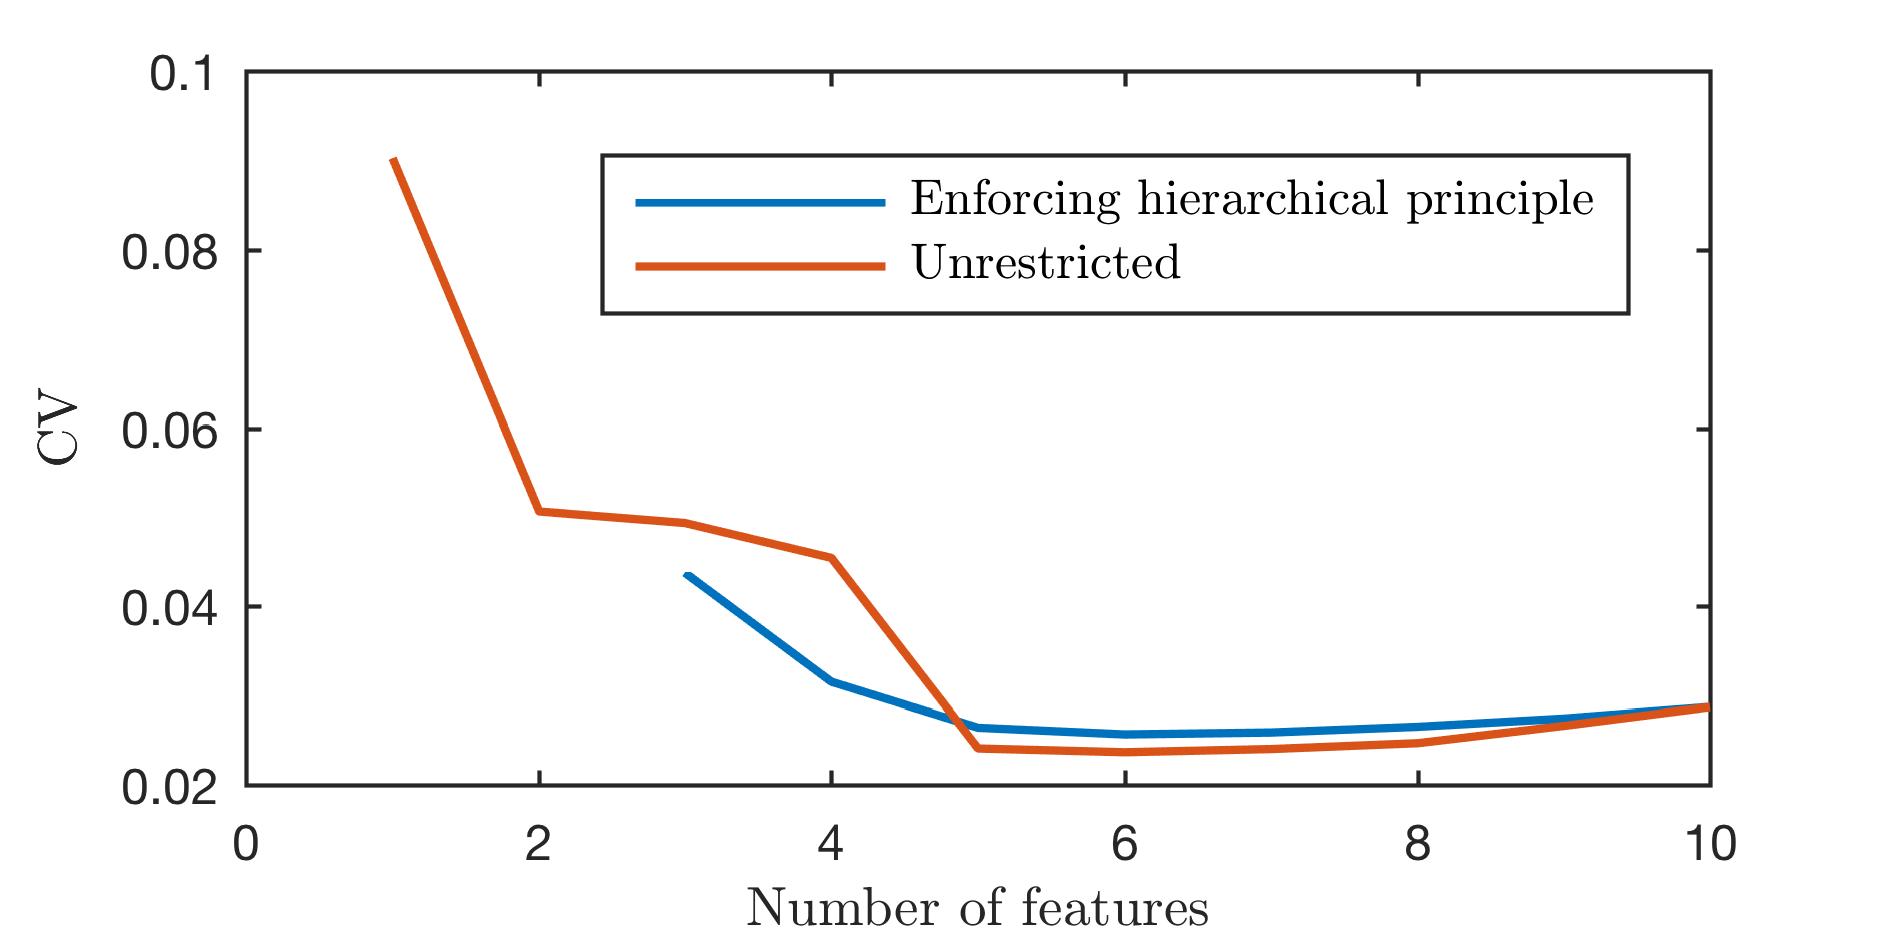 0.1
0.08
0.06
0.04
0.02
CV
Enforcing hierarchical principle
Unrestricted
0 2 4 6 8 10
Number of features